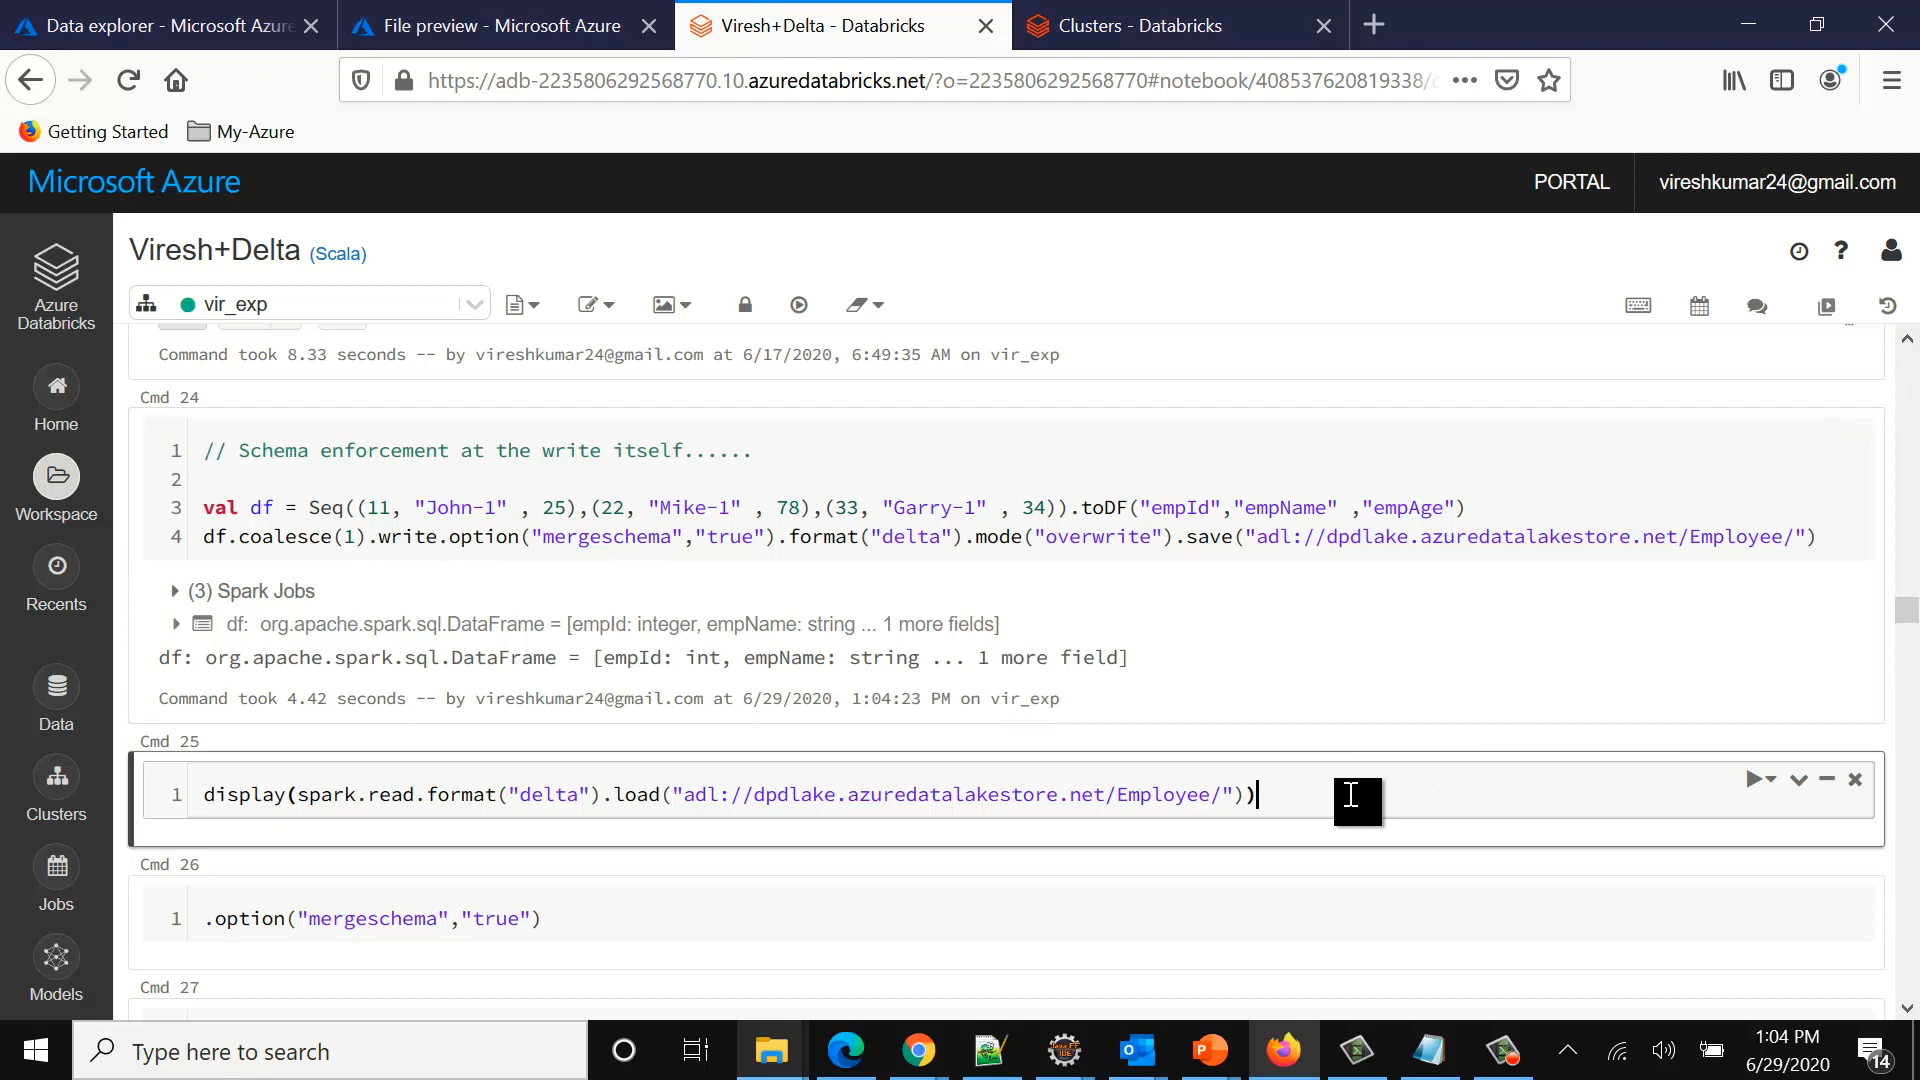 Data explorer - Microsoft Azure
File preview - Microsoft Azure
Viresh+Delta - Databricks
Clusters - Databricks
https://adb-2235806292568770.10.azuredatabricks.net/?o=2235806292568770#notebook/408537620819338/
Getting Started
My-Azure
Microsoft Azure
PORTAL
vireshkumar24@gmail.com
Azure
Databricks
Home
Workspace
Recents
Data
Clusters
Jobs
Models
Viresh+Delta (Scala)
vir_exp
Command took 8.33 seconds -- by vireshkumar24@gmail.com at 6/17/2020, 6:49:35 AM on vir_exp
Cmd 24
1 // Schema enforcement at the write itself......
2
3 val df = Seq((11, "John-1" , 25),(22, "Mike-1" , 78),(33, "Garry-1" , 34)).toDF("empId","empName" ,"empAge")
4 df.coalesce(1).write.option("mergeschema","true").format("delta").mode("overwrite").save("adl://dpdlake.azuredatalakestore.net/Employee/")
(3) Spark Jobs
df: org.apache.spark.sql.DataFrame = [empId: integer, empName: string ... 1 more fields]
df: org.apache.spark.sql.DataFrame = [empId: int, empName: string ... 1 more field]
Command took 4.42 seconds -- by vireshkumar24@gmail.com at 6/29/2020, 1:04:23 PM on vir_exp
Cmd 25
1 display(spark.read.format("delta").load("adl://dpdlake.azuredatalakestore.net/Employee/"))
Cmd 26
1 .option("mergeschema","true")
Cmd 27
Type here to search
1:04 PM
6/29/2020
14